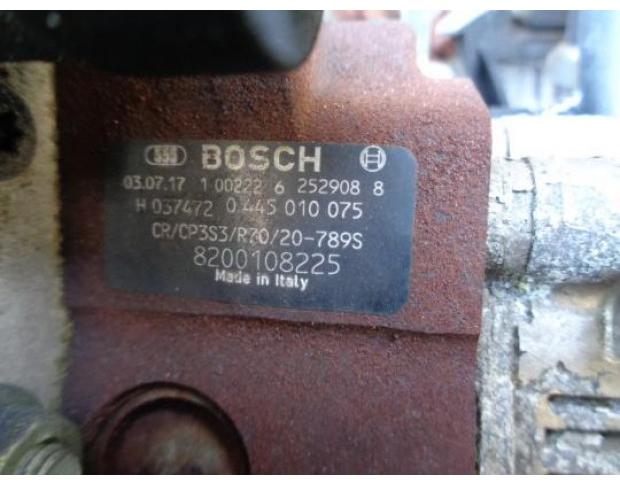 559 BOSCH
03.07.17 1 00222 6 252908 8
H 037472 0 445 010 075
CR/CP3S3/R70/20-789S
8200108225
Made in Italy